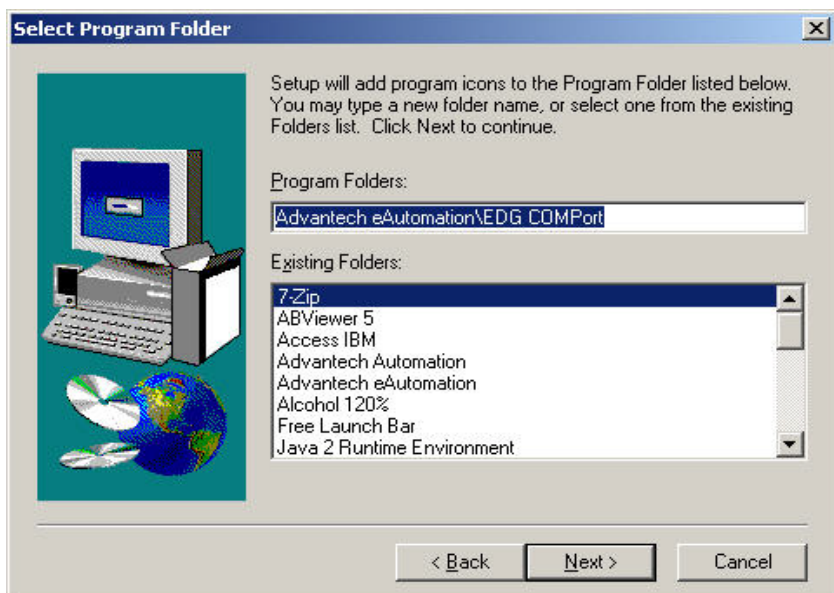 Select Program Folder
Setup will add program icons to the Program Folder listed below.
You may type a new folder name, or select one from the existing
Folders list. Click Next to continue.
Program Folders:
Advantech eAutomation\EDG COMPort
Existing Folders:
7-Zip
ABViewer 5
Access IBM
Advantech Automation
Advantech eAutomation
Alcohol 120%
Free Launch Bar
Java 2 Runtime Environment
< Back
Next >
Cancel